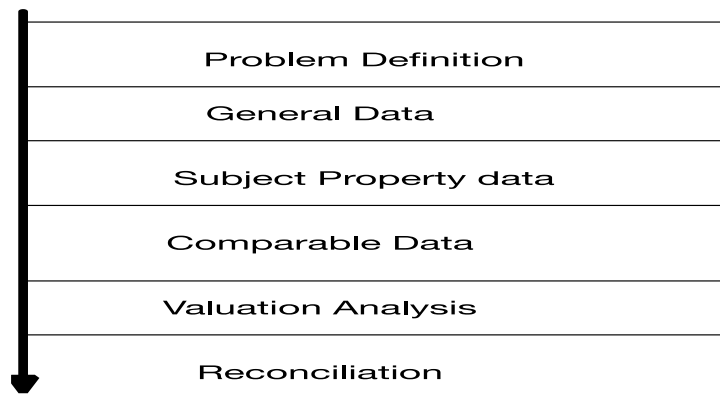 Problem Definition
General Data
Subject Property data
Comparable Data
Valuation Analysis
Reconciliation